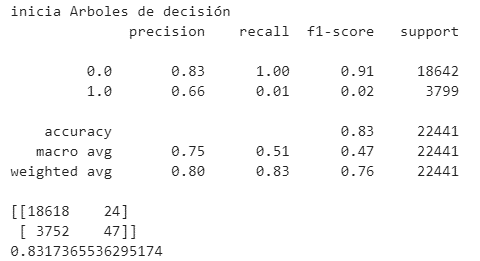 inicia Arboles de decisión
precision recall f1-score support
0.0 0.83 1.00 0.91 18642
1.0 0.66 0.01 0.02 3799
accuracy 0.83 22441
macro avg 0.75 0.51 0.47 22441
weighted avg 0.80 0.83 0.76 22441
[[18618 24]
[ 3752 47]]
0.8317365536295174